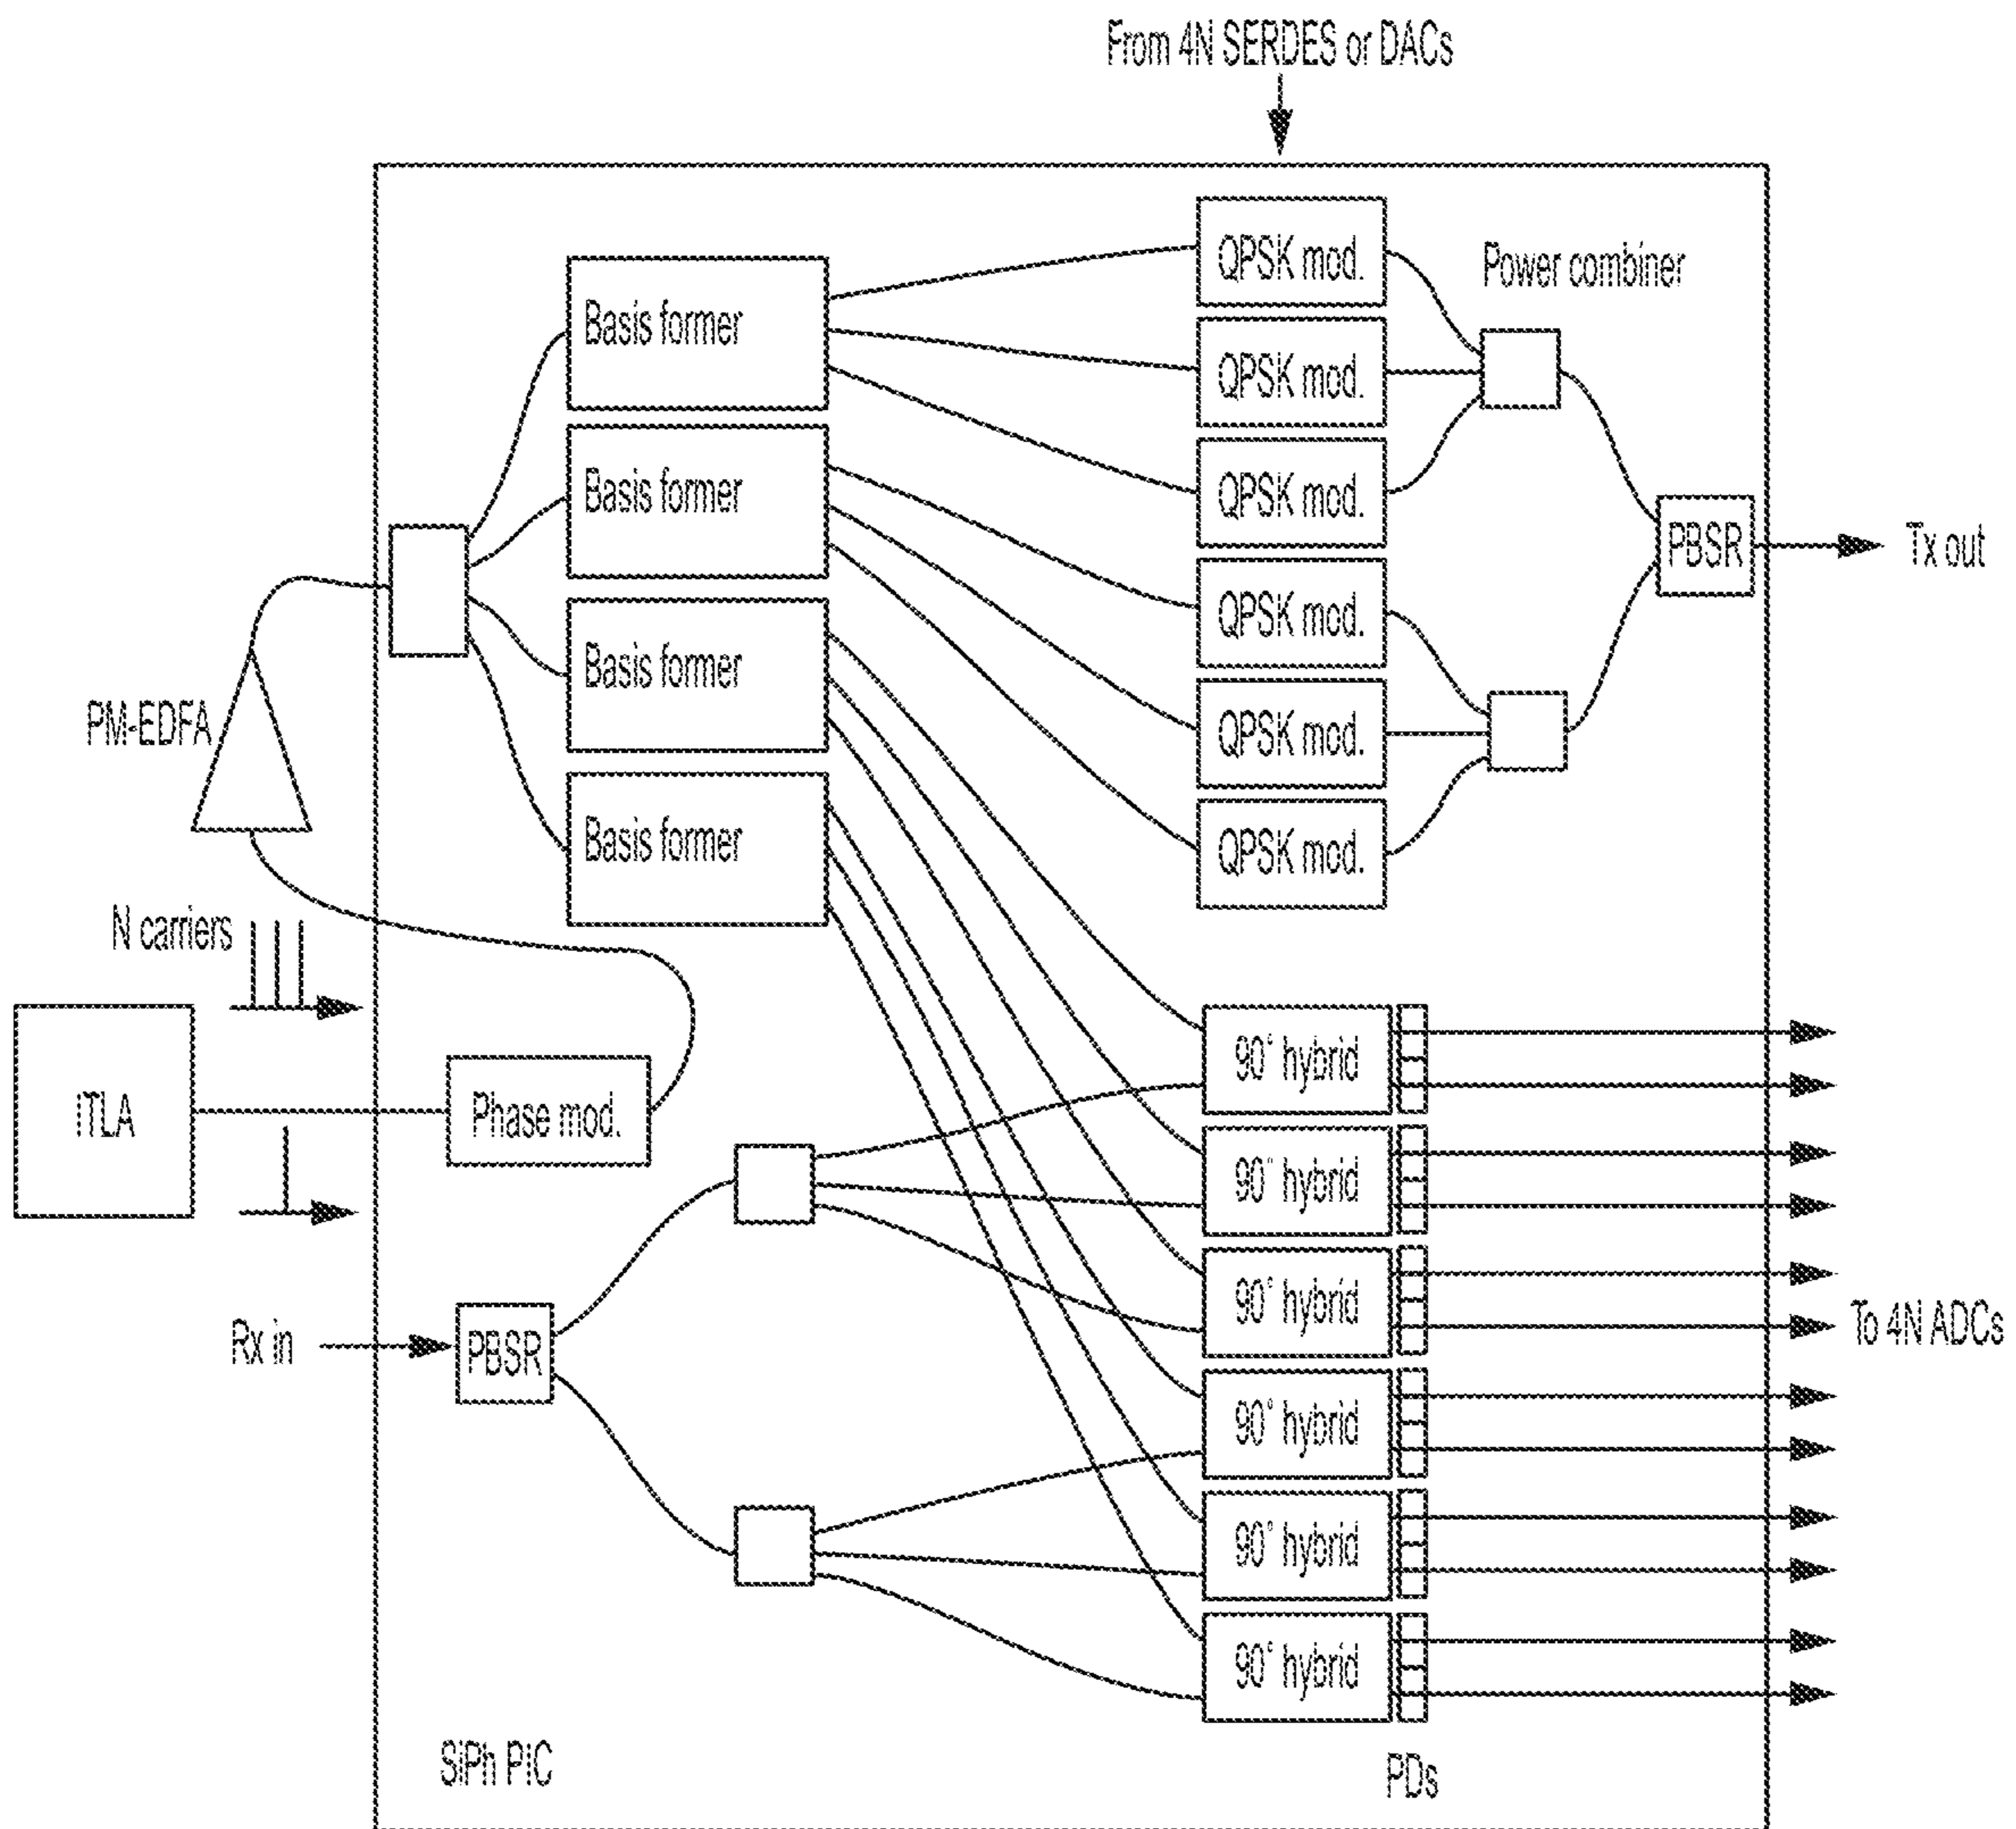 From 4N SERDES or DACs
QPSK mod.
Power combiner
Basis former
QPSK mod.
Basis former
QPSK mod.
PBSR
Tx out
QPSK mod.
Basis former
PM-EDFA
QPSK mod.
Basis former
QPSK mod.
N carriers
90° hybrid
ITLA
Phase mod.
90° hybrid
90° hybrid
Rx in
PBSR
To 4N ADCs
90° hybrid
90° hybrid
90° hybrid
SiPh PIC
PDs